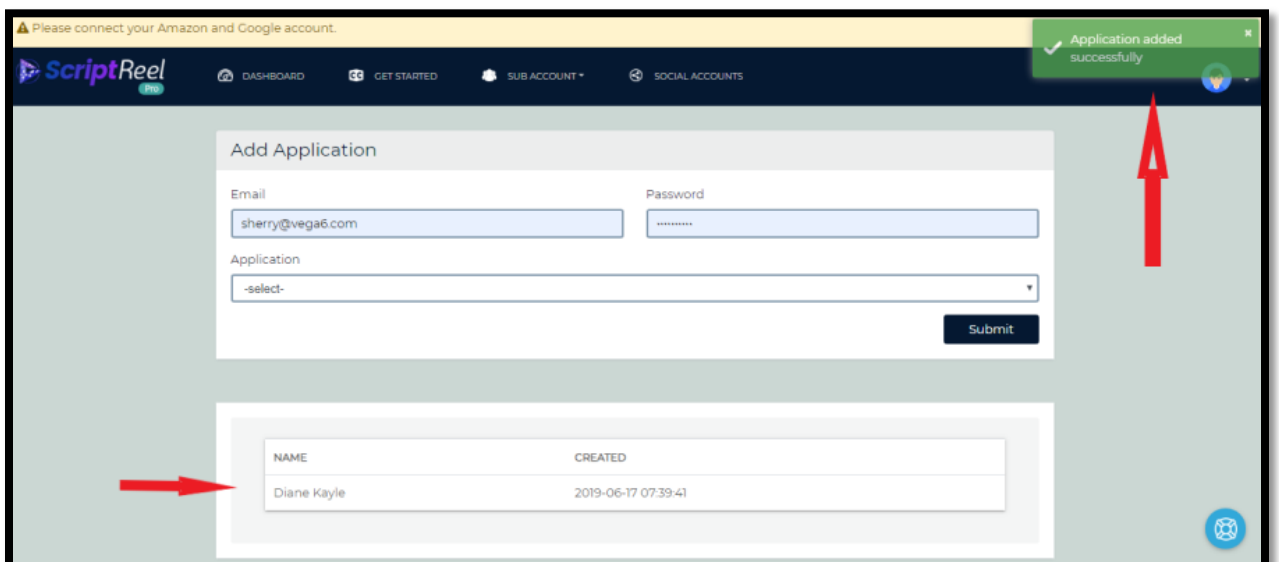 Please connect your Amazon and Google account.
Application added
successfully
ScriptReel
Pro
DASHBOARD
GET STARTED
SUB ACCOUNT
SOCIAL ACCOUNTS
Add Application
Email
Password
sherry@vega6.com
··········
Application
-select-
Submit
NAME
CREATED
Diane Kayle
2019-06-17 07:39:41